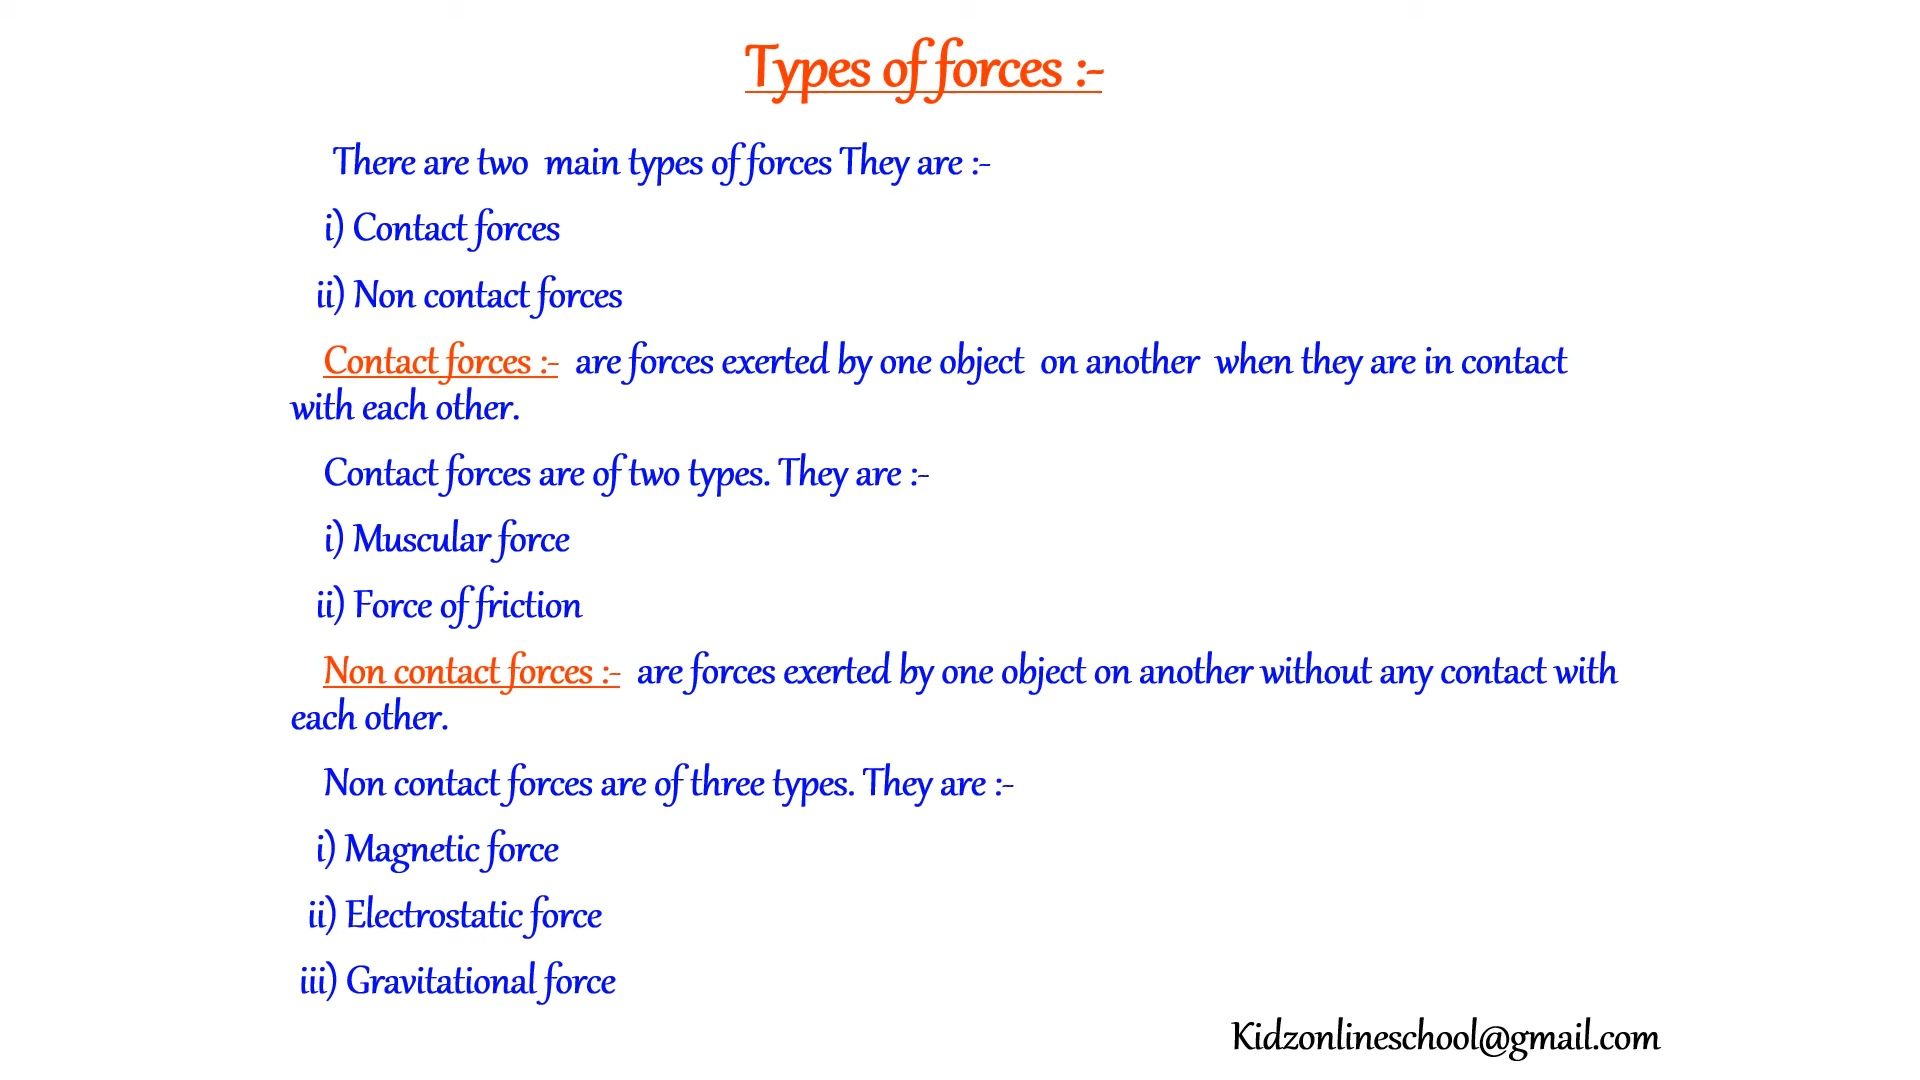 Types of forces :-
There are two main types of forces They are :-
i) Contact forces
ii) Non contact forces
Contact forces :- are forces exerted by one object on another when they are in contact
with each other.
Contact forces are of two types. They are :-
i) Muscular force
ii) Force of friction
Non contact forces :- are forces exerted by one object on another without any contact with
each other.
Non contact forces are of three types. They are :-
i) Magnetic force
ii) Electrostatic force
iii) Gravitational force
Kidzonlineschool@gmail.com